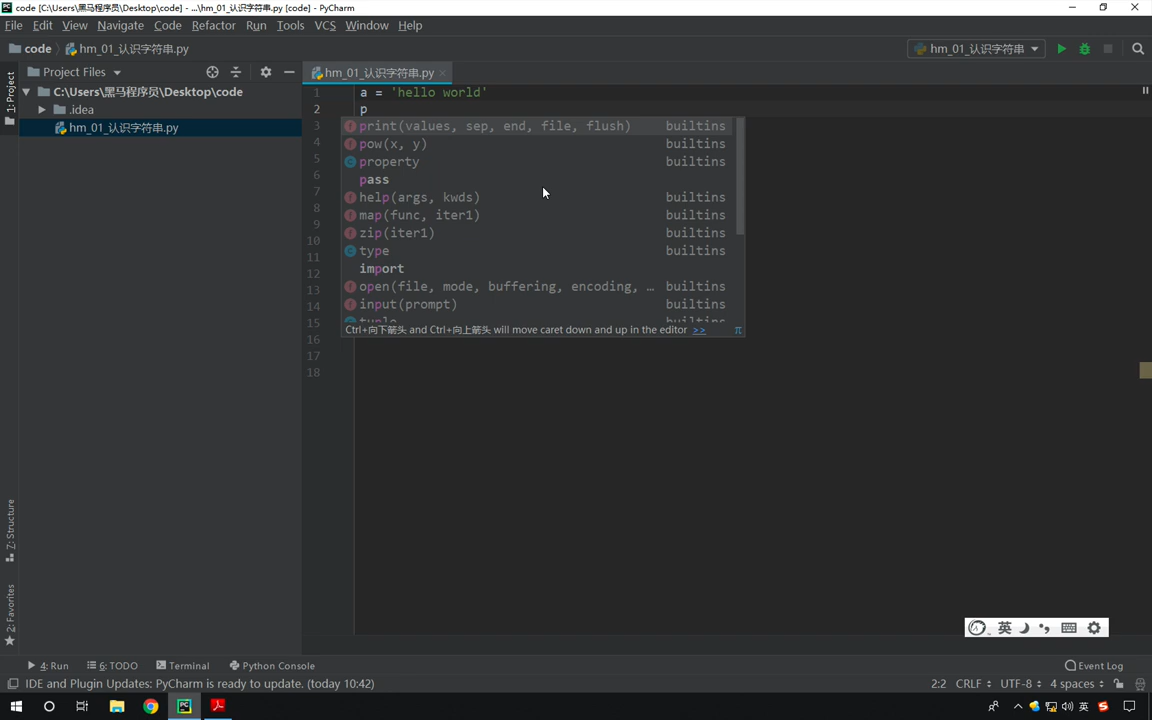 code [C:\Users\黑马程序员\Desktop\code] - ...\hm_01_认识字符串.py [code] - PyCharm
File Edit View Navigate Code Refactor Run Tools VCS Window Help
code hm_01_认识字符串.py hm_01_认识字符串
1: Project
Project Files
hm_01_认识字符串.py
C:\Users\黑马程序员\Desktop\code
.idea
hm_01_认识字符串.py
1 a = 'hello world'
2 p
3 print(values, sep, end, file, flush) builtins
4 pow(x, y) builtins
5 property builtins
6 pass
7 help(args, kwds) builtins
8 map(func, iter1) builtins
9 zip(iter1) builtins
10 type builtins
11 import
12 open(file, mode, buffering, encoding, … builtins
13 input(prompt) builtins
14 tuple builtins
15 Ctrl+向下箭头 and Ctrl+向上箭头 will move caret down and up in the editor >> π
16
17
18
Z: Structure
2: Favorites
英
4: Run 6: TODO Terminal Python Console Event Log
IDE and Plugin Updates: PyCharm is ready to update. (today 10:42) 2:2 CRLF UTF-8 4 spaces
英